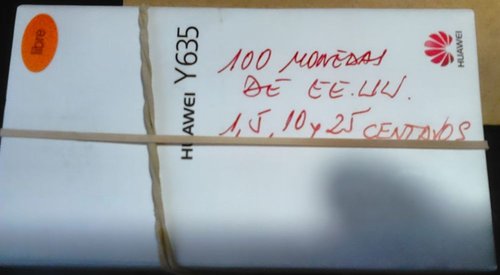 libre
HUAWEI Y635
HUAWEI
100 MONEDAS
DE EE.UU.
1, 5, 10 y 25 CENTAVOS